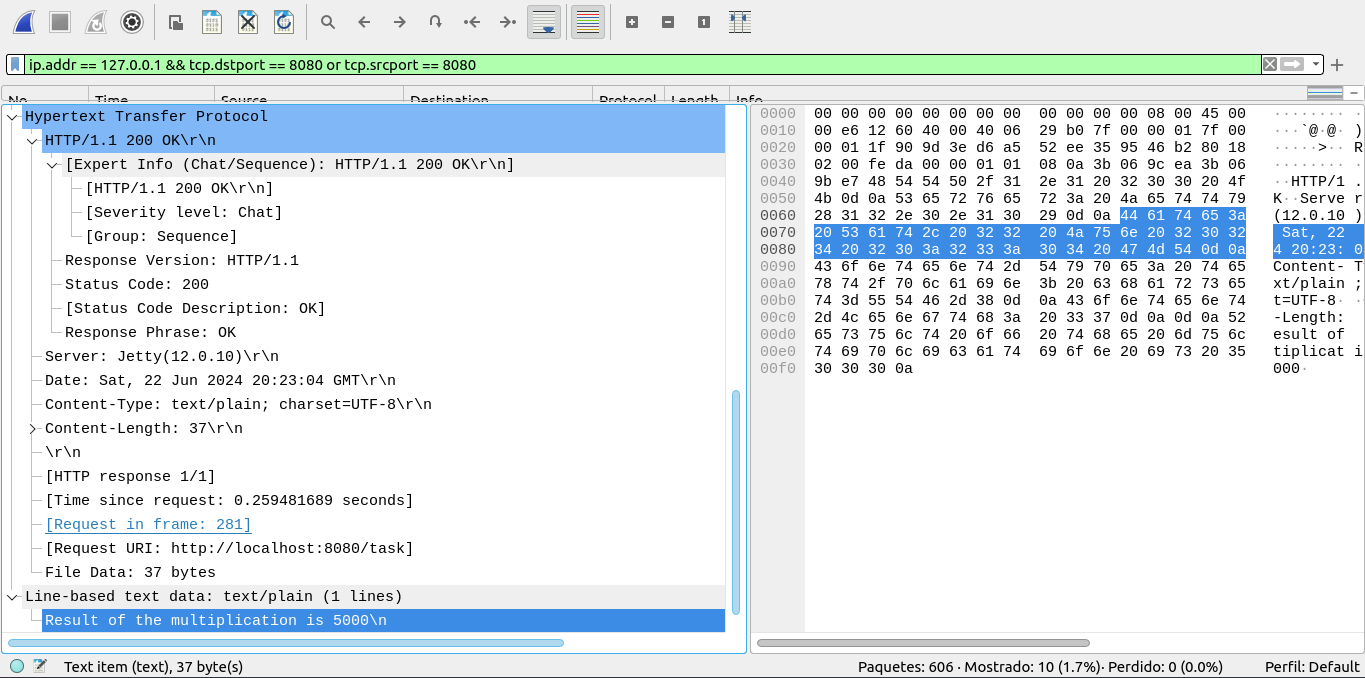 ip.addr == 127.0.0.1 && tcp.dstport == 8080 or tcp.srcport == 8080
No. Time Source Destination Protocol Length Info
Hypertext Transfer Protocol
HTTP/1.1 200 OK\r\n
[Expert Info (Chat/Sequence): HTTP/1.1 200 OK\r\n]
[HTTP/1.1 200 OK\r\n]
[Severity level: Chat]
[Group: Sequence]
Response Version: HTTP/1.1
Status Code: 200
[Status Code Description: OK]
Response Phrase: OK
Server: Jetty(12.0.10)\r\n
Date: Sat, 22 Jun 2024 20:23:04 GMT\r\n
Content-Type: text/plain; charset=UTF-8\r\n
Content-Length: 37\r\n
\r\n
[HTTP response 1/1]
[Time since request: 0.259481689 seconds]
[Request in frame: 281]
[Request URI: http://localhost:8080/task]
File Data: 37 bytes
Line-based text data: text/plain (1 lines)
Result of the multiplication is 5000\n
0000 00 00 00 00 00 00 00 00 00 00 00 00 08 00 45 00 ········ ·
0010 00 e6 12 60 40 00 40 06 29 b0 7f 00 00 01 7f 00 ···`@·@· )
0020 00 01 1f 90 9d 3e d6 a5 52 ee 35 95 46 b2 80 18 ·····>·· R
0030 02 00 fe da 00 00 01 01 08 0a 3b 06 9c ea 3b 06 ········ ·
0040 9b e7 48 54 54 50 2f 31 2e 31 20 32 30 30 20 4f ··HTTP/1 .
0050 4b 0d 0a 53 65 72 76 65 72 3a 20 4a 65 74 74 79 K··Serve r
0060 28 31 32 2e 30 2e 31 30 29 0d 0a 44 61 74 65 3a (12.0.10 )
0070 20 53 61 74 2c 20 32 32 20 4a 75 6e 20 32 30 32 Sat, 22
0080 34 20 32 30 3a 32 33 3a 30 34 20 47 4d 54 0d 0a 4 20:23: 0
0090 43 6f 6e 74 65 6e 74 2d 54 79 70 65 3a 20 74 65 Content- T
00a0 78 74 2f 70 6c 61 69 6e 3b 20 63 68 61 72 73 65 xt/plain ;
00b0 74 3d 55 54 46 2d 38 0d 0a 43 6f 6e 74 65 6e 74 t=UTF-8· ·
00c0 2d 4c 65 6e 67 74 68 3a 20 33 37 0d 0a 0d 0a 52 -Length:
00d0 65 73 75 6c 74 20 6f 66 20 74 68 65 20 6d 75 6c esult of
00e0 74 69 70 6c 69 63 61 74 69 6f 6e 20 69 73 20 35 tiplicat i
00f0 30 30 30 0a 000·
Text item (text), 37 byte(s) Paquetes: 606 · Mostrado: 10 (1.7%)· Perdido: 0 (0.0%) Perfil: Default